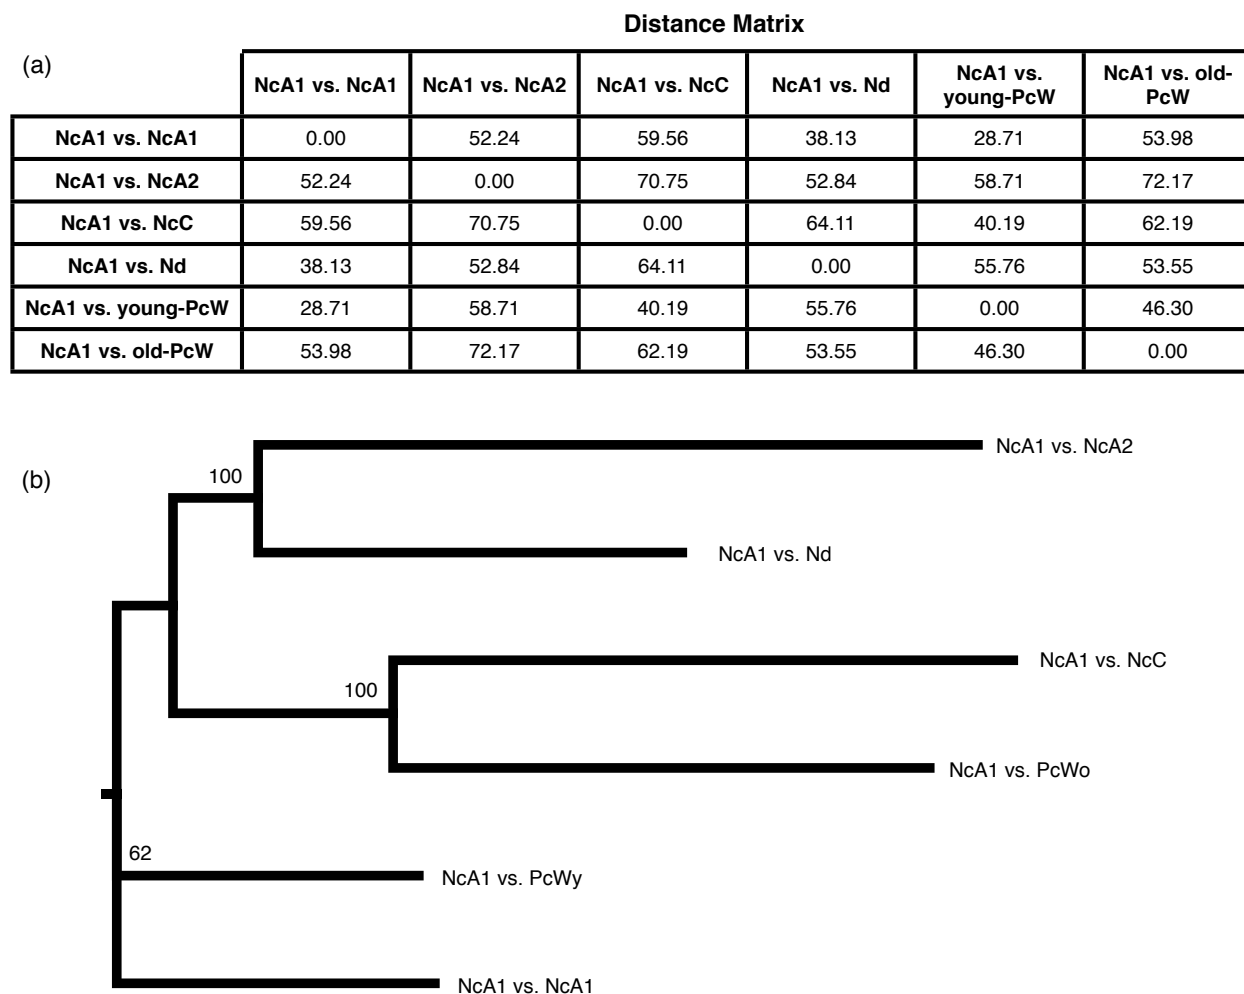 Distance Matrix
(a)
NcA1 vs. NcA1 NcA1 vs. NcA2 NcA1 vs. NcC NcA1 vs. Nd NcA1 vs. young-PcW NcA1 vs. old-PcW
NcA1 vs. NcA1 0.00 52.24 59.56 38.13 28.71 53.98
NcA1 vs. NcA2 52.24 0.00 70.75 52.84 58.71 72.17
NcA1 vs. NcC 59.56 70.75 0.00 64.11 40.19 62.19
NcA1 vs. Nd 38.13 52.84 64.11 0.00 55.76 53.55
NcA1 vs. young-PcW 28.71 58.71 40.19 55.76 0.00 46.30
NcA1 vs. old-PcW 53.98 72.17 62.19 53.55 46.30 0.00
(b)
NcA1 vs. NcA2
100
NcA1 vs. Nd
NcA1 vs. NcC
100
NcA1 vs. PcWo
62
NcA1 vs. PcWy
NcA1 vs. NcA1